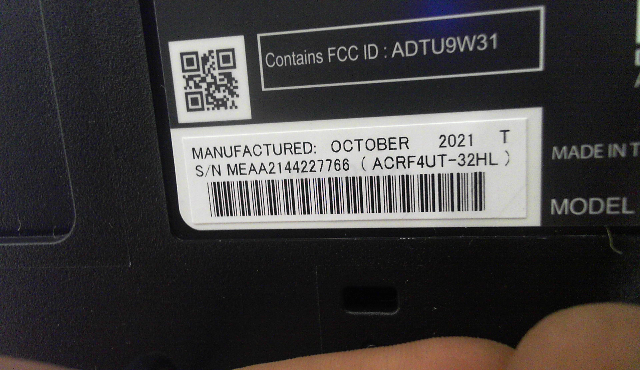 Contains FCC ID : ADTU9W31
MANUFACTURED: OCTOBER 2021 T
S/N MEAA2144227766 ( ACRF4UT-32HL )
MADE IN T
MODEL